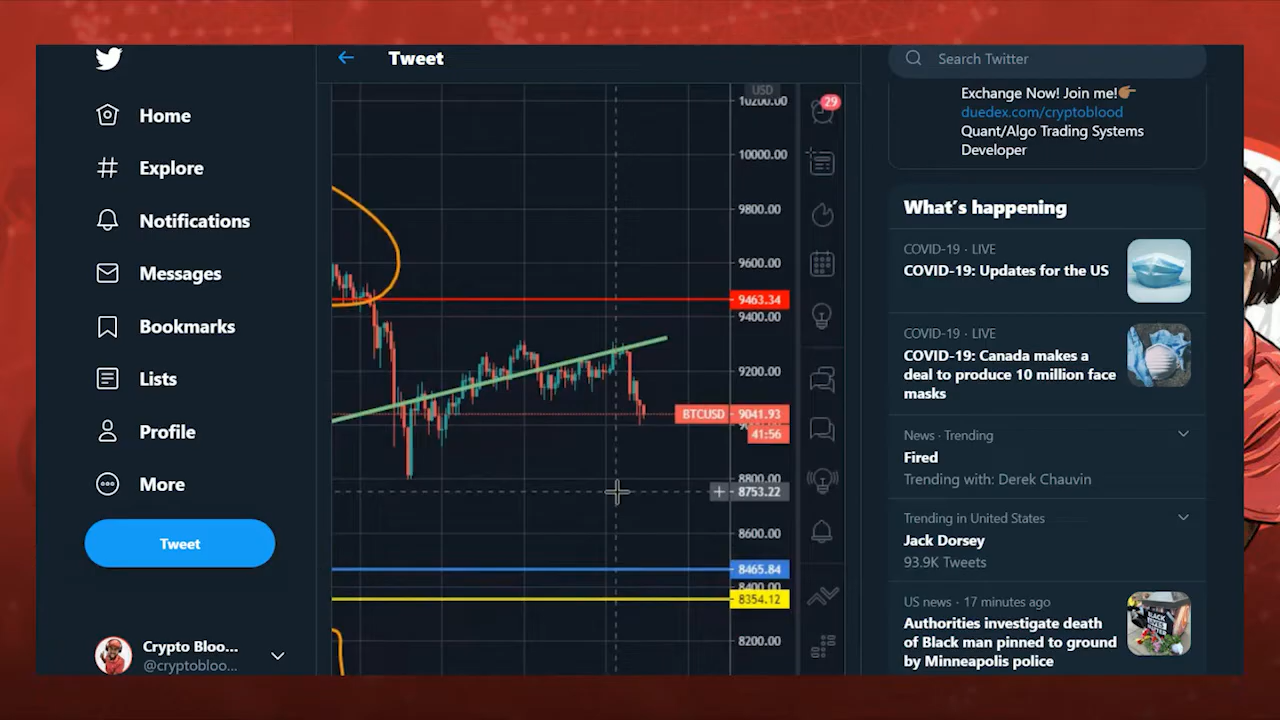 Home
Explore
Notifications
Messages
Bookmarks
Lists
Profile
More
Tweet
Crypto Bloo...
@cryptobloo...
Tweet
USD
10200.00
10000.00
9800.00
9600.00
9463.34
9400.00
9200.00
BTCUSD 9041.93
41:56
8800.00
8753.22
8600.00
8465.84
8400.00
8354.12
8200.00
29
Search Twitter
Exchange Now! Join me!
duedex.com/cryptoblood
Quant/Algo Trading Systems
Developer
What's happening
COVID-19 · LIVE
COVID-19: Updates for the US
COVID-19 · LIVE
COVID-19: Canada makes a
deal to produce 10 million face
masks
News · Trending
Fired
Trending with: Derek Chauvin
Trending in United States
Jack Dorsey
93.9K Tweets
US news · 17 minutes ago
Authorities investigate death
of Black man pinned to ground
by Minneapolis police
BLACK
LIVES
MATTER